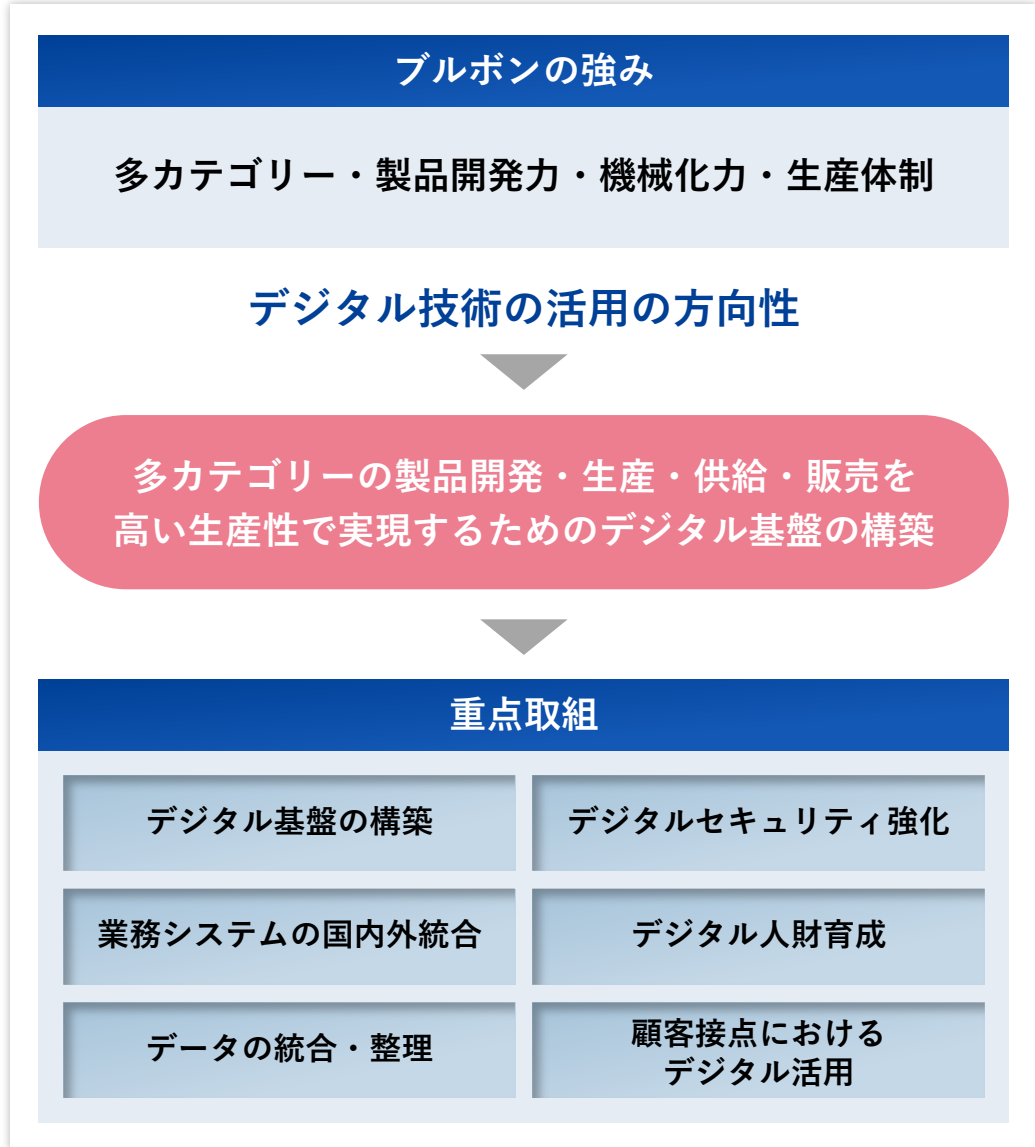 ブルボンの強み
多カテゴリー・製品開発力・機械化力・生産体制
デジタル技術の活用の方向性
多カテゴリーの製品開発・生産・供給・販売を
高い生産性で実現するためのデジタル基盤の構築
重点取組
デジタル基盤の構築
デジタルセキュリティ強化
業務システムの国内外統合
デジタル人財育成
データの統合・整理
顧客接点における
デジタル活用